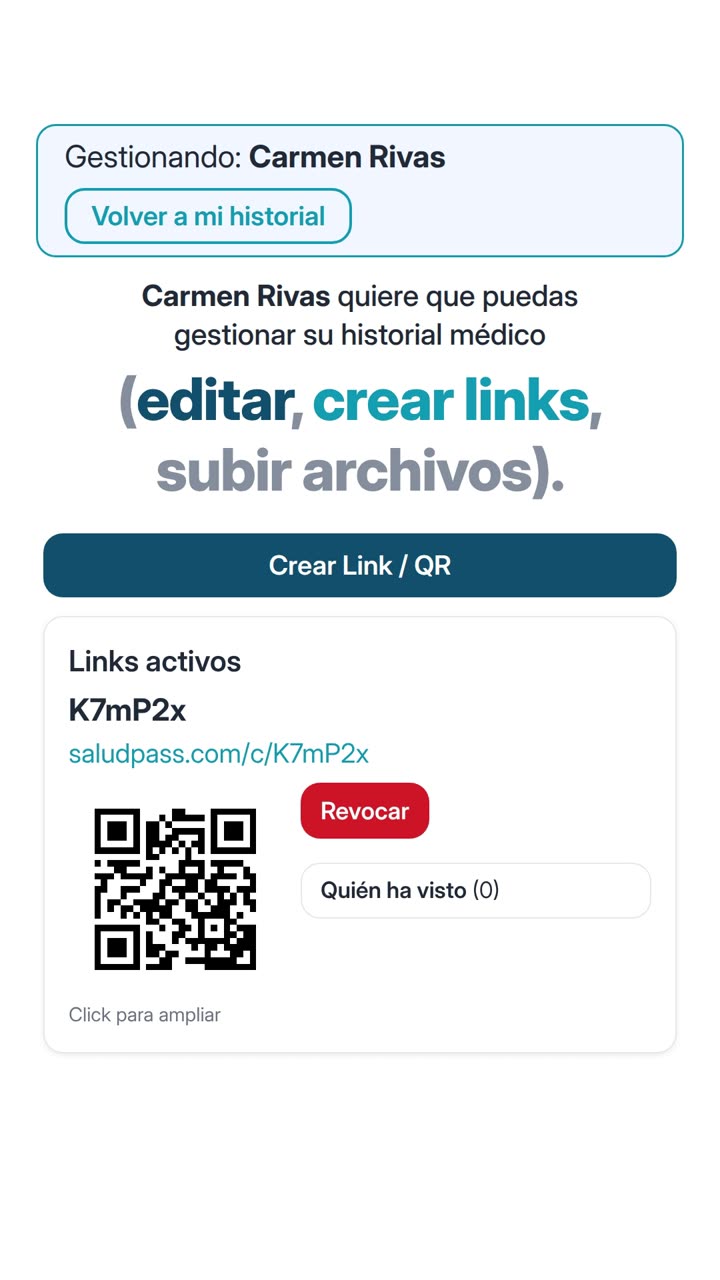 Gestionando: Carmen Rivas
Volver a mi historial
Carmen Rivas quiere que puedas
gestionar su historial médico
(editar, crear links,
subir archivos).
Crear Link / QR
Links activos
K7mP2x
saludpass.com/c/K7mP2x
Revocar
Quién ha visto (0)
Click para ampliar